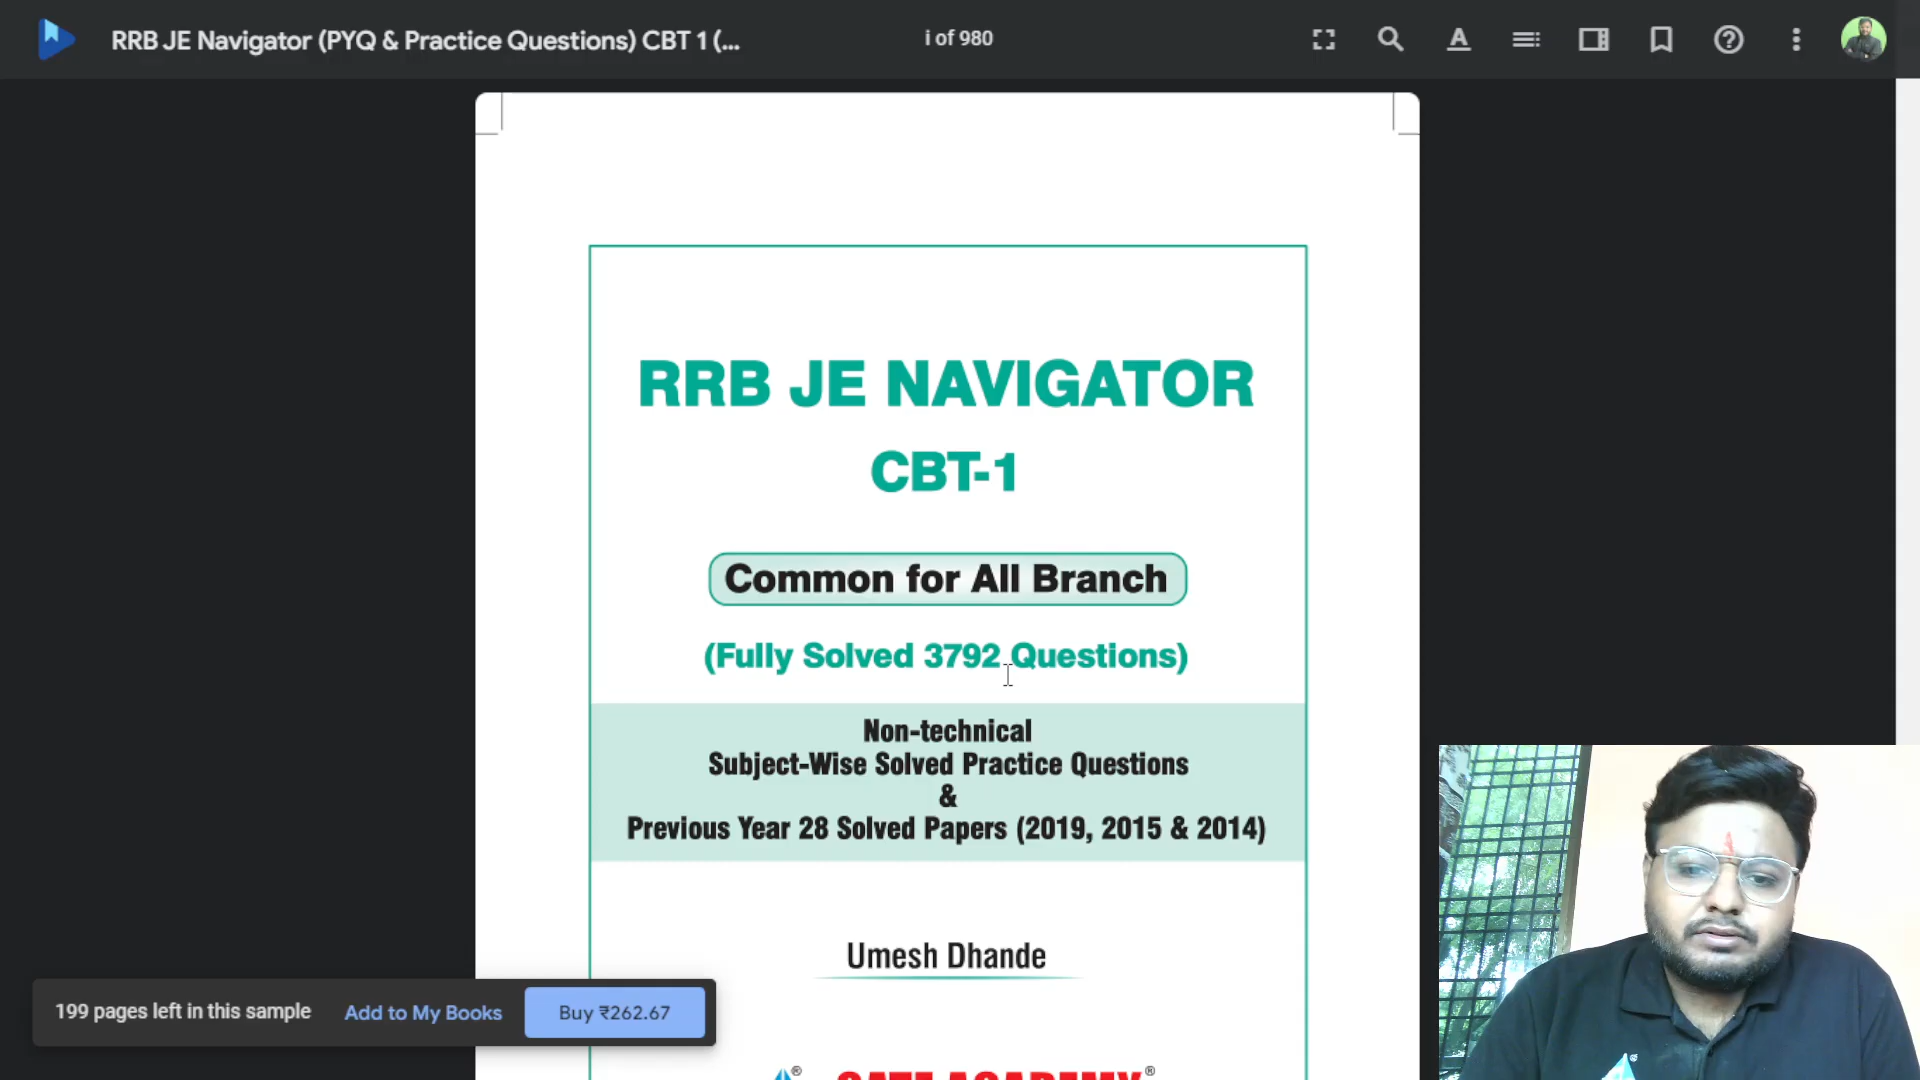 RRB JE Navigator (PYQ & Practice Questions) CBT 1 (...
i of 980
RRB JE NAVIGATOR
CBT-1
Common for All Branch
(Fully Solved 3792 Questions)
Non-technical
Subject-Wise Solved Practice Questions
&
Previous Year 28 Solved Papers (2019, 2015 & 2014)
Umesh Dhande
199 pages left in this sample
Add to My Books
Buy ₹262.67
GATE ACADEMY